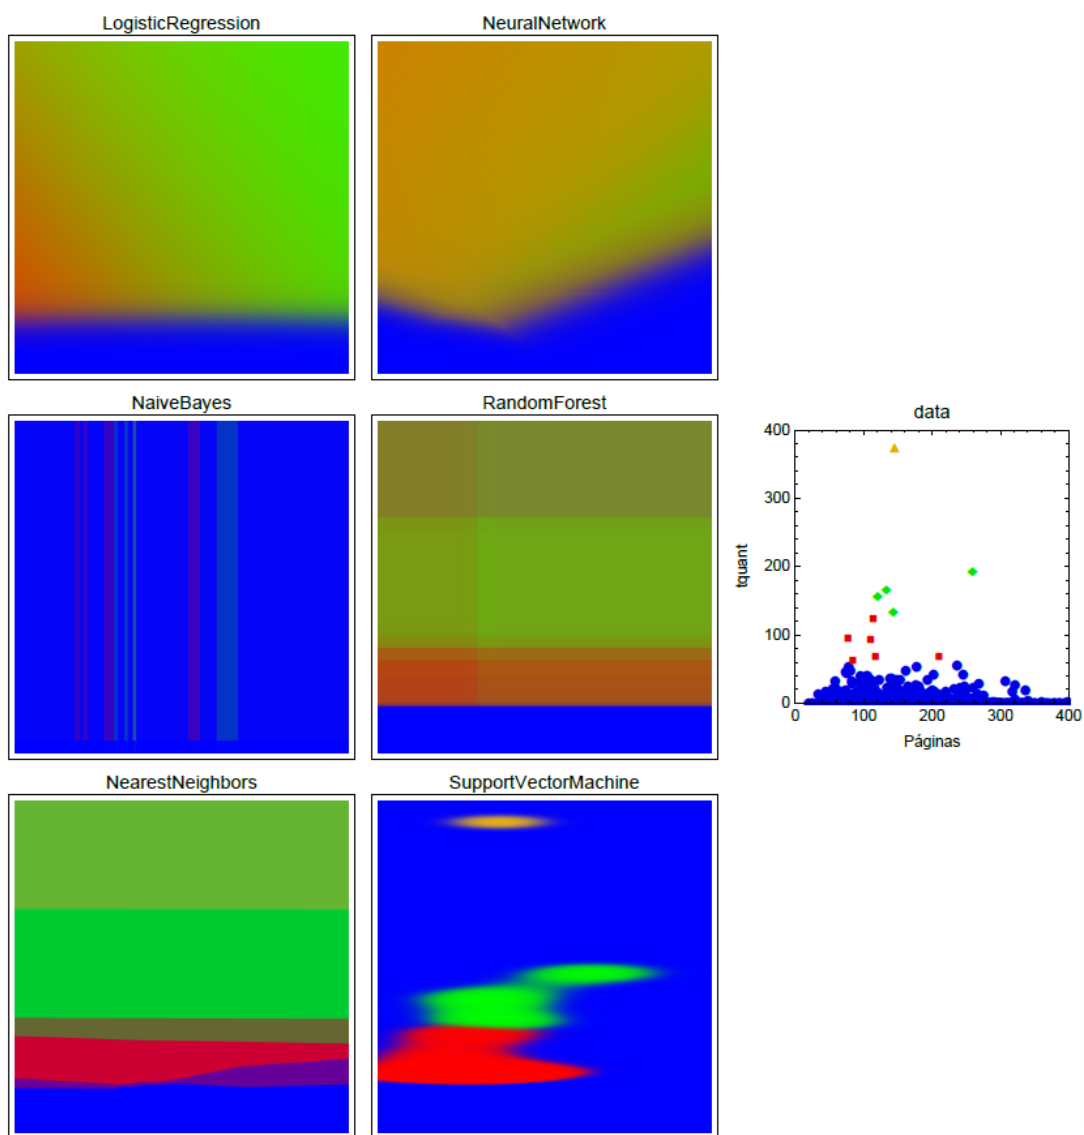 LogisticRegression
NeuralNetwork
NaiveBayes
RandomForest
data
400
300
200
100
0
tquant
0 100 200 300 400
Páginas
NearestNeighbors
SupportVectorMachine